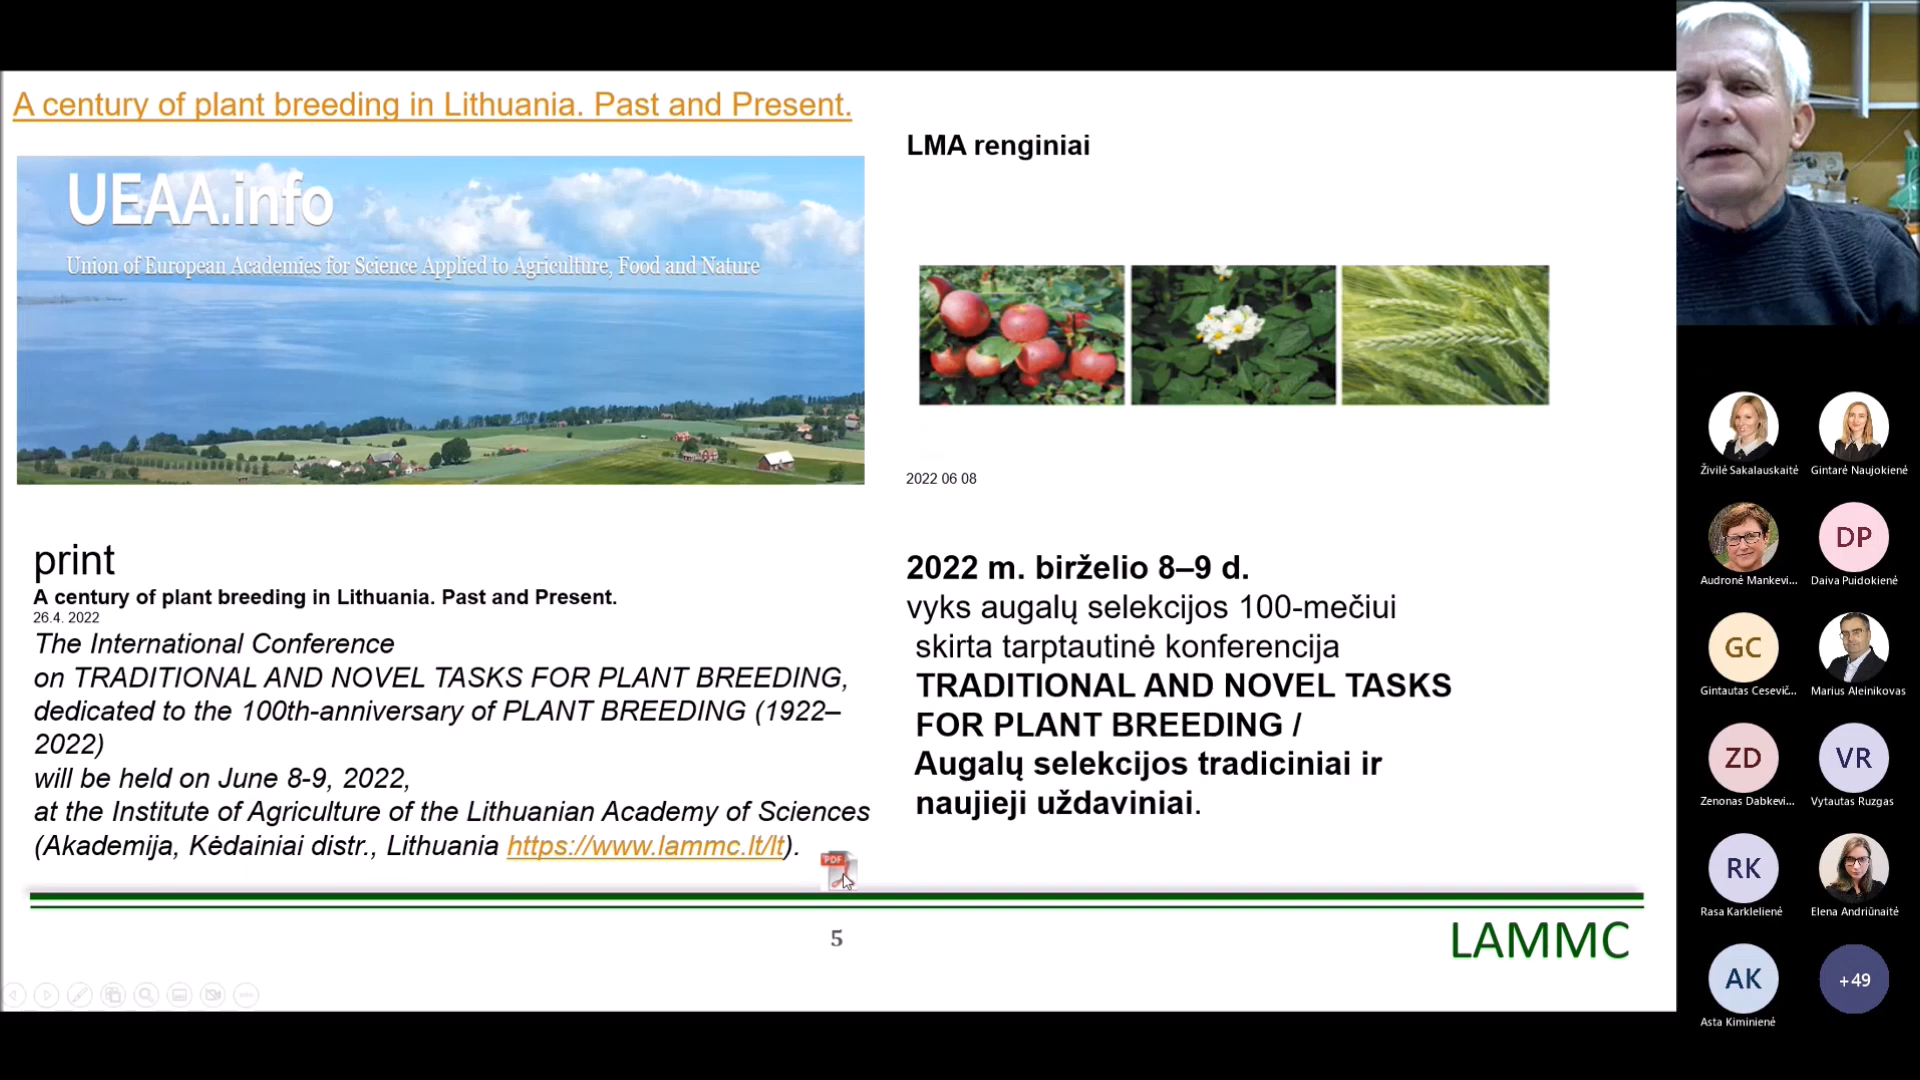 A century of plant breeding in Lithuania. Past and Present.
UEAA.info
Union of European Academies for Science Applied to Agriculture, Food and Nature
print
A century of plant breeding in Lithuania. Past and Present.
26.4. 2022
The International Conference
on TRADITIONAL AND NOVEL TASKS FOR PLANT BREEDING,
dedicated to the 100th-anniversary of PLANT BREEDING (1922–
2022)
will be held on June 8-9, 2022,
at the Institute of Agriculture of the Lithuanian Academy of Sciences
(Akademija, Kėdainiai distr., Lithuania https://www.lammc.lt/lt).
PDF
LMA renginiai
2022 06 08
2022 m. birželio 8–9 d.
vyks augalų selekcijos 100-mečiui
skirta tarptautinė konferencija
TRADITIONAL AND NOVEL TASKS
FOR PLANT BREEDING /
Augalų selekcijos tradiciniai ir
naujieji uždaviniai.
5
LAMMC
Živilė Sakalauskaitė
Gintarė Naujokienė
Audronė Mankevi...
DP
Daiva Puidokienė
GC
Gintautas Cesevič...
Marius Aleinikovas
ZD
Zenonas Dabkevi...
VR
Vytautas Ruzgas
RK
Rasa Karklelienė
Elena Andriūnaitė
AK
Asta Kiminienė
+49